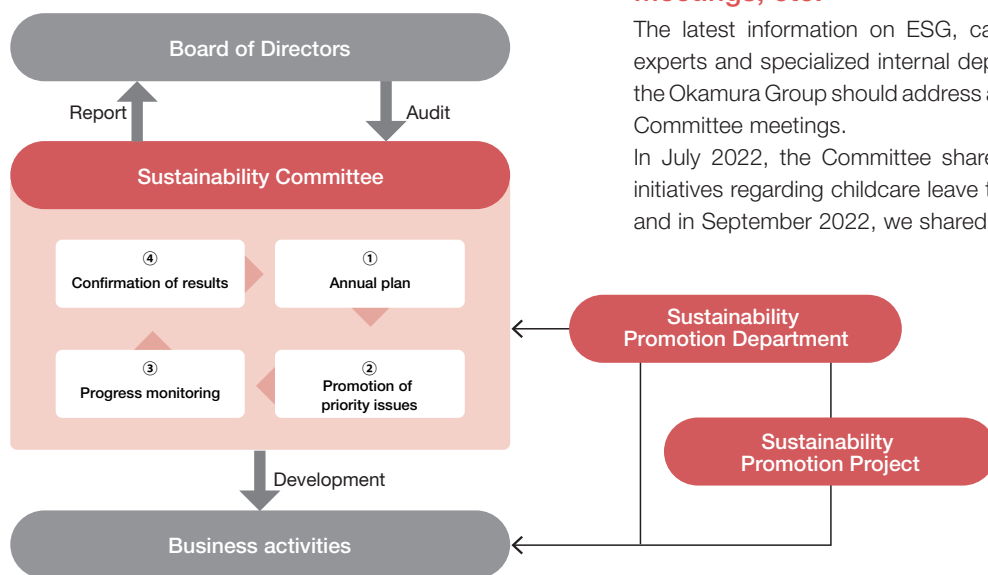 Board of Directors
Report
Audit
Sustainability Committee
④
Confirmation of results
①
Annual plan
③
Progress monitoring
②
Promotion of
priority issues
Development
Business activities
Sustainability
Promotion Department
Sustainability
Promotion Project
The latest information on ESG, ca
experts and specialized internal dep
the Okamura Group should address a
Committee meetings.
In July 2022, the Committee share
initiatives regarding childcare leave t
and in September 2022, we shared